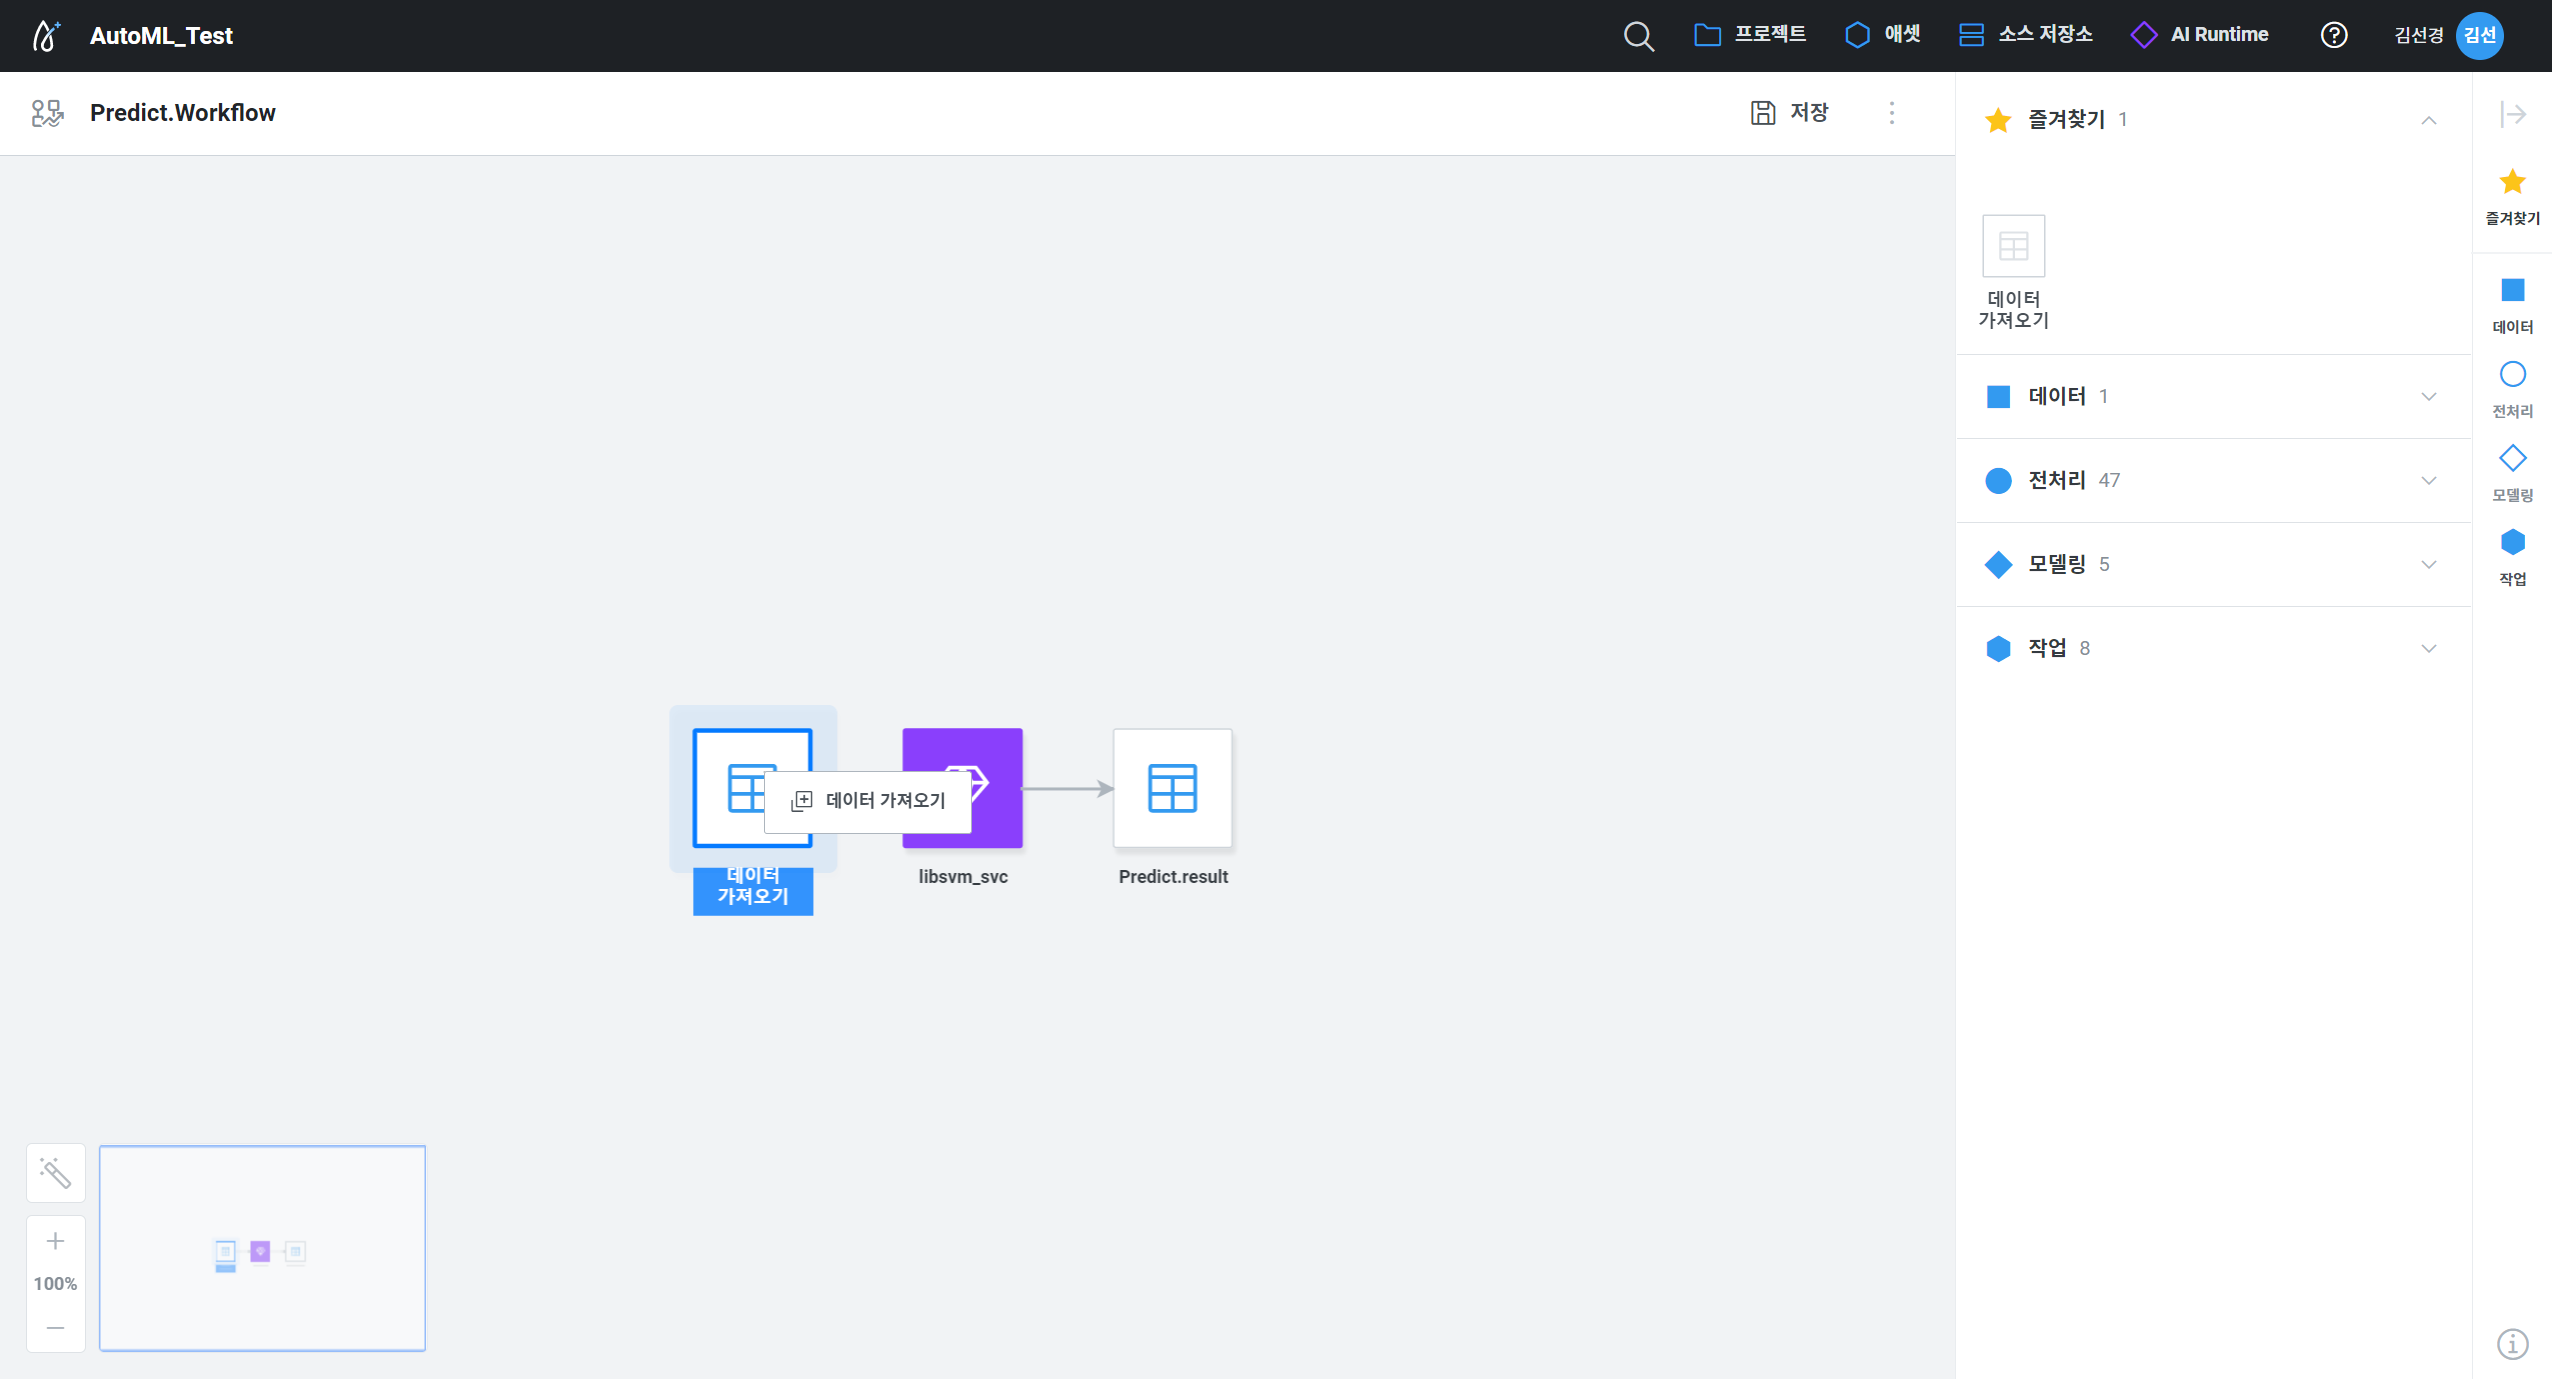 AutoML_Test
프로젝트
애셋
소스 저장소
AI Runtime
김선경
김선
Predict.Workflow
저장
즐겨찾기 1
데이터
가져오기
데이터 1
전처리 47
모델링 5
작업 8
즐겨찾기
데이터
전처리
모델링
작업
데이터 가져오기
데이터
가져오기
libsvm_svc
Predict.result
100%